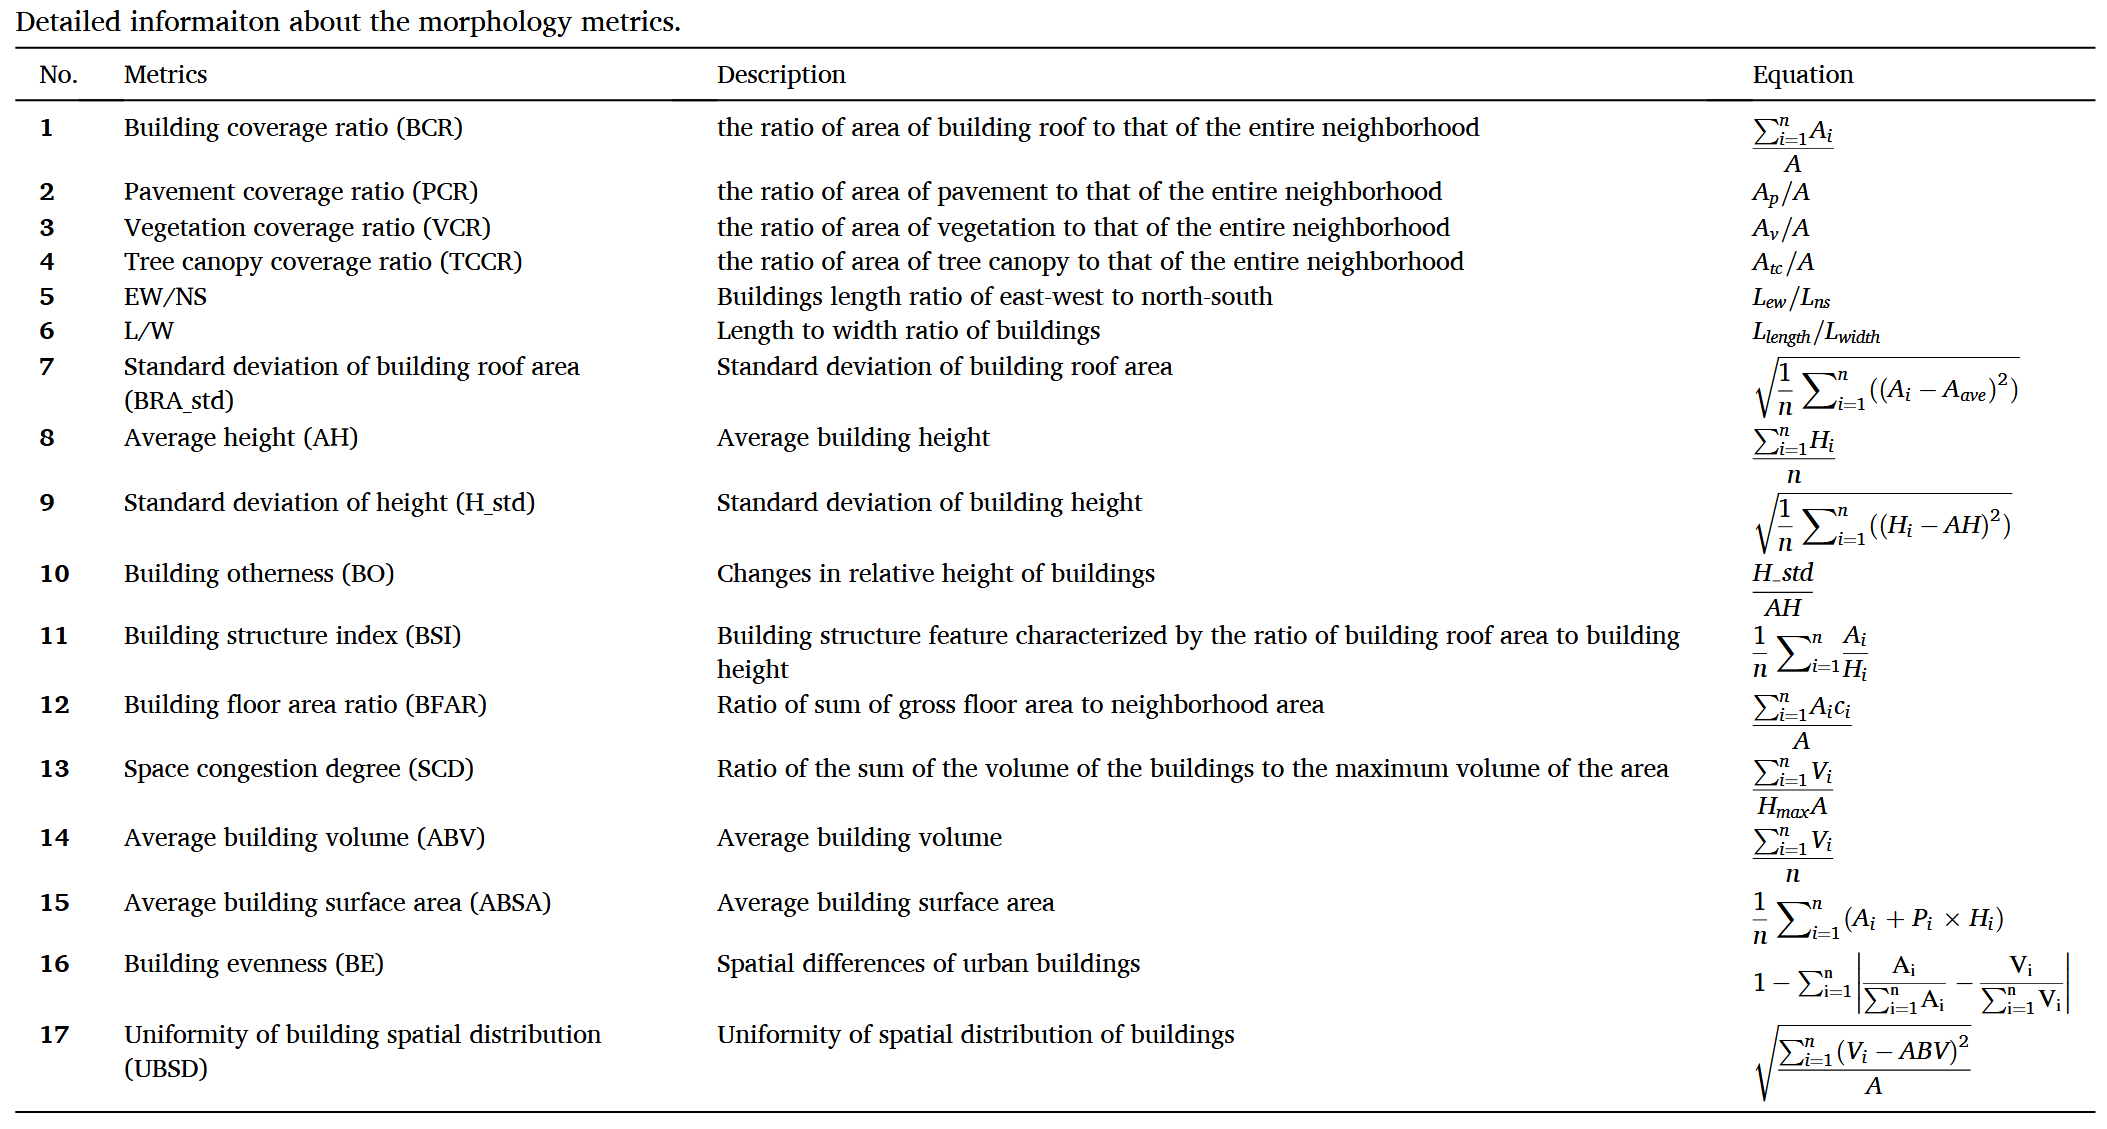 Detailed informaiton about the morphology metrics.
No. Metrics Description Equation
1 Building coverage ratio (BCR) the ratio of area of building roof to that of the entire neighborhood $\frac{\sum_{i=1}^{n} A_i}{A}$
2 Pavement coverage ratio (PCR) the ratio of area of pavement to that of the entire neighborhood $A_p/A$
3 Vegetation coverage ratio (VCR) the ratio of area of vegetation to that of the entire neighborhood $A_v/A$
4 Tree canopy coverage ratio (TCCR) the ratio of area of tree canopy to that of the entire neighborhood $A_{tc}/A$
5 EW/NS Buildings length ratio of east-west to north-south $L_{ew}/L_{ns}$
6 L/W Length to width ratio of buildings $L_{length}/L_{width}$
7 Standard deviation of building roof area Standard deviation of building roof area $\sqrt{\frac{1}{n}\sum_{i=1}^{n}((A_i - A_{ave})^2)}$
(BRA_std)
8 Average height (AH) Average building height $\frac{\sum_{i=1}^{n} H_i}{n}$
9 Standard deviation of height (H_std) Standard deviation of building height $\sqrt{\frac{1}{n}\sum_{i=1}^{n}((H_i - AH)^2)}$
10 Building otherness (BO) Changes in relative height of buildings $\frac{H\_std}{AH}$
11 Building structure index (BSI) Building structure feature characterized by the ratio of building roof area to building $\frac{1}{n}\sum_{i=1}^{n}\frac{A_i}{H_i}$
height
12 Building floor area ratio (BFAR) Ratio of sum of gross floor area to neighborhood area $\frac{\sum_{i=1}^{n} A_i c_i}{A}$
13 Space congestion degree (SCD) Ratio of the sum of the volume of the buildings to the maximum volume of the area $\frac{\sum_{i=1}^{n} V_i}{H_{max} A}$
14 Average building volume (ABV) Average building volume $\frac{\sum_{i=1}^{n} V_i}{n}$
15 Average building surface area (ABSA) Average building surface area $\frac{1}{n}\sum_{i=1}^{n}(A_i + P_i \times H_i)$
16 Building evenness (BE) Spatial differences of urban buildings $1 - \sum_{i=1}^{n}\left|\frac{A_i}{\sum_{i=1}^{n} A_i} - \frac{V_i}{\sum_{i=1}^{n} V_i}\right|$
17 Uniformity of building spatial distribution Uniformity of spatial distribution of buildings $\sqrt{\frac{\sum_{i=1}^{n}(V_i - ABV)^2}{A}}$
(UBSD)